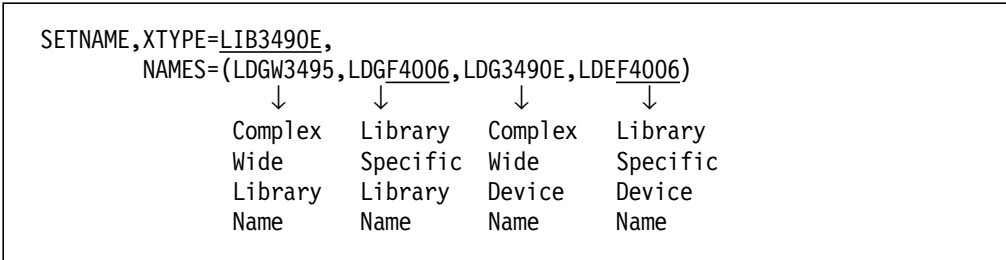 SETNAME,XTYPE=LIB3490E,
NAMES=(LDGW3495,LDGF4006,LDG3490E,LDEF4006)
↓ ↓ ↓ ↓
Complex Library Complex Library
Wide Specific Wide Specific
Library Library Device Device
Name Name Name Name